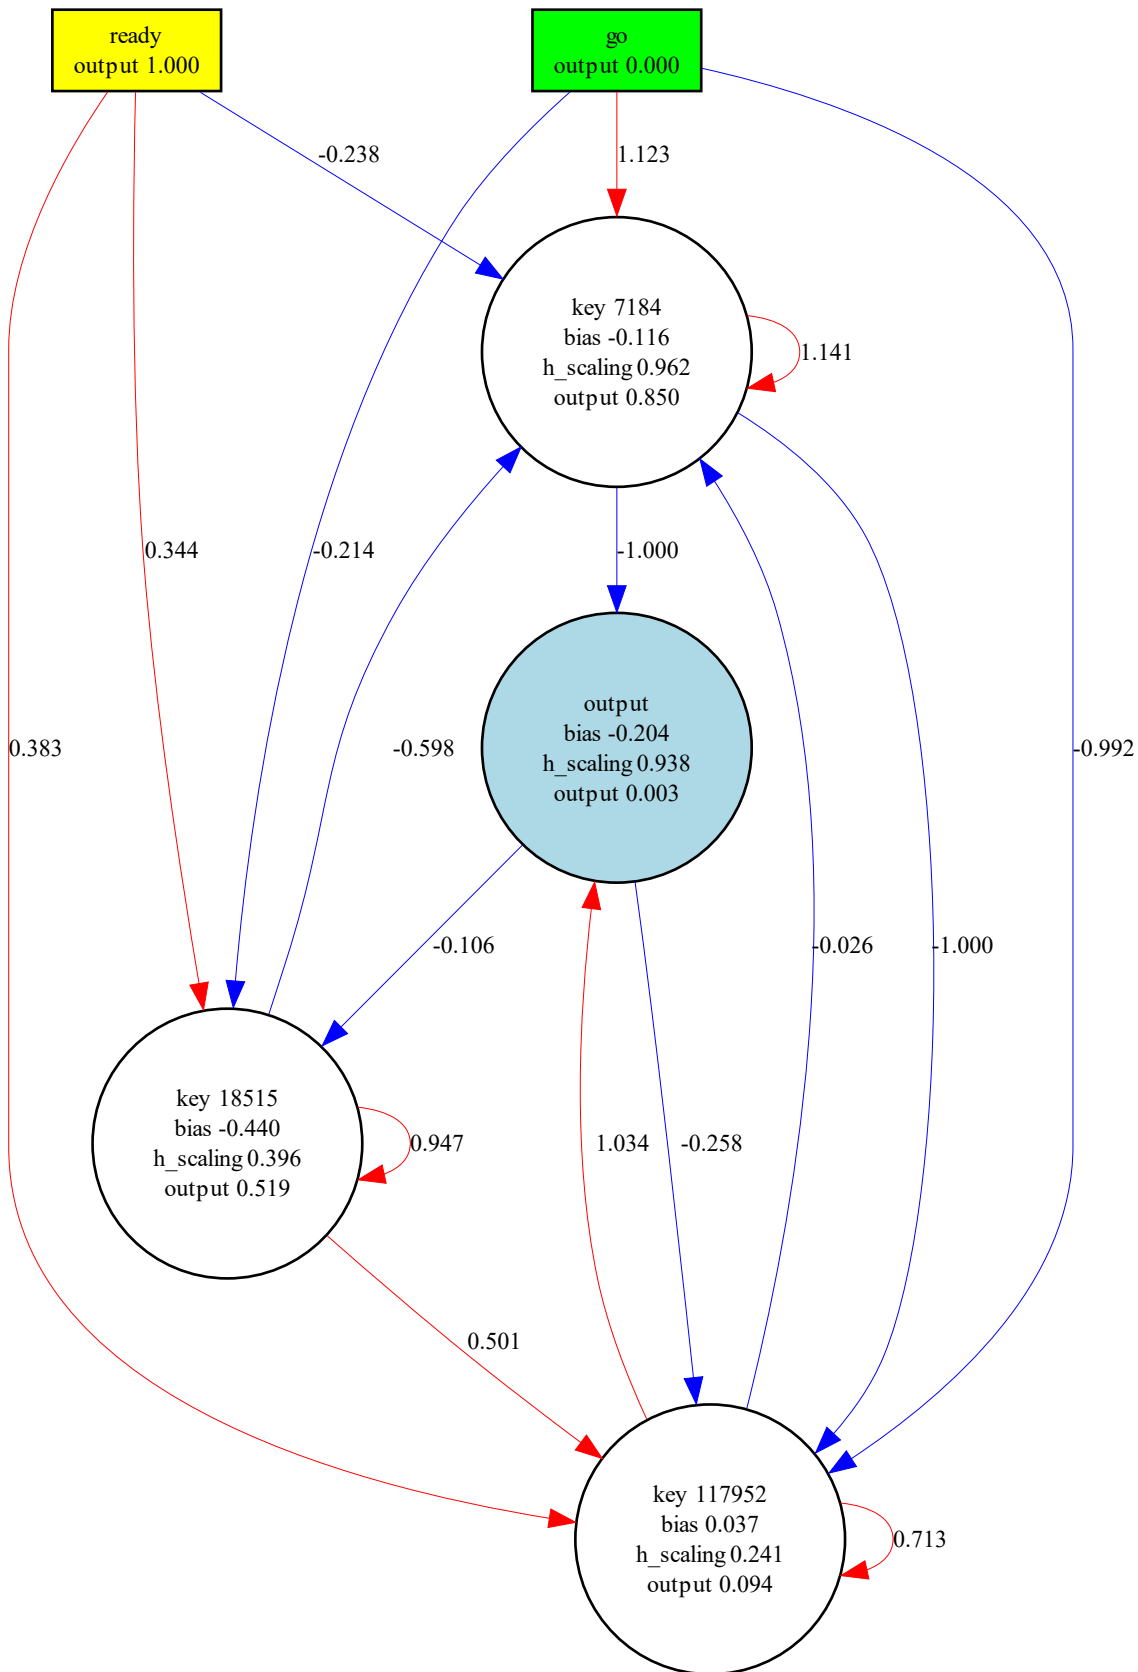 ready
output 1.000
go
output 0.000
-0.238
1.123
key 7184
bias -0.116
h_scaling 0.962
output 0.850
1.141
0.344
-0.214
-1.000
output
bias -0.204
h_scaling 0.938
output 0.003
0.383
-0.598
-0.992
-0.106
-0.026
-1.000
key 18515
bias -0.440
h_scaling 0.396
output 0.519
0.947
1.034
-0.258
0.501
key 117952
bias 0.037
h_scaling 0.241
output 0.094
0.713